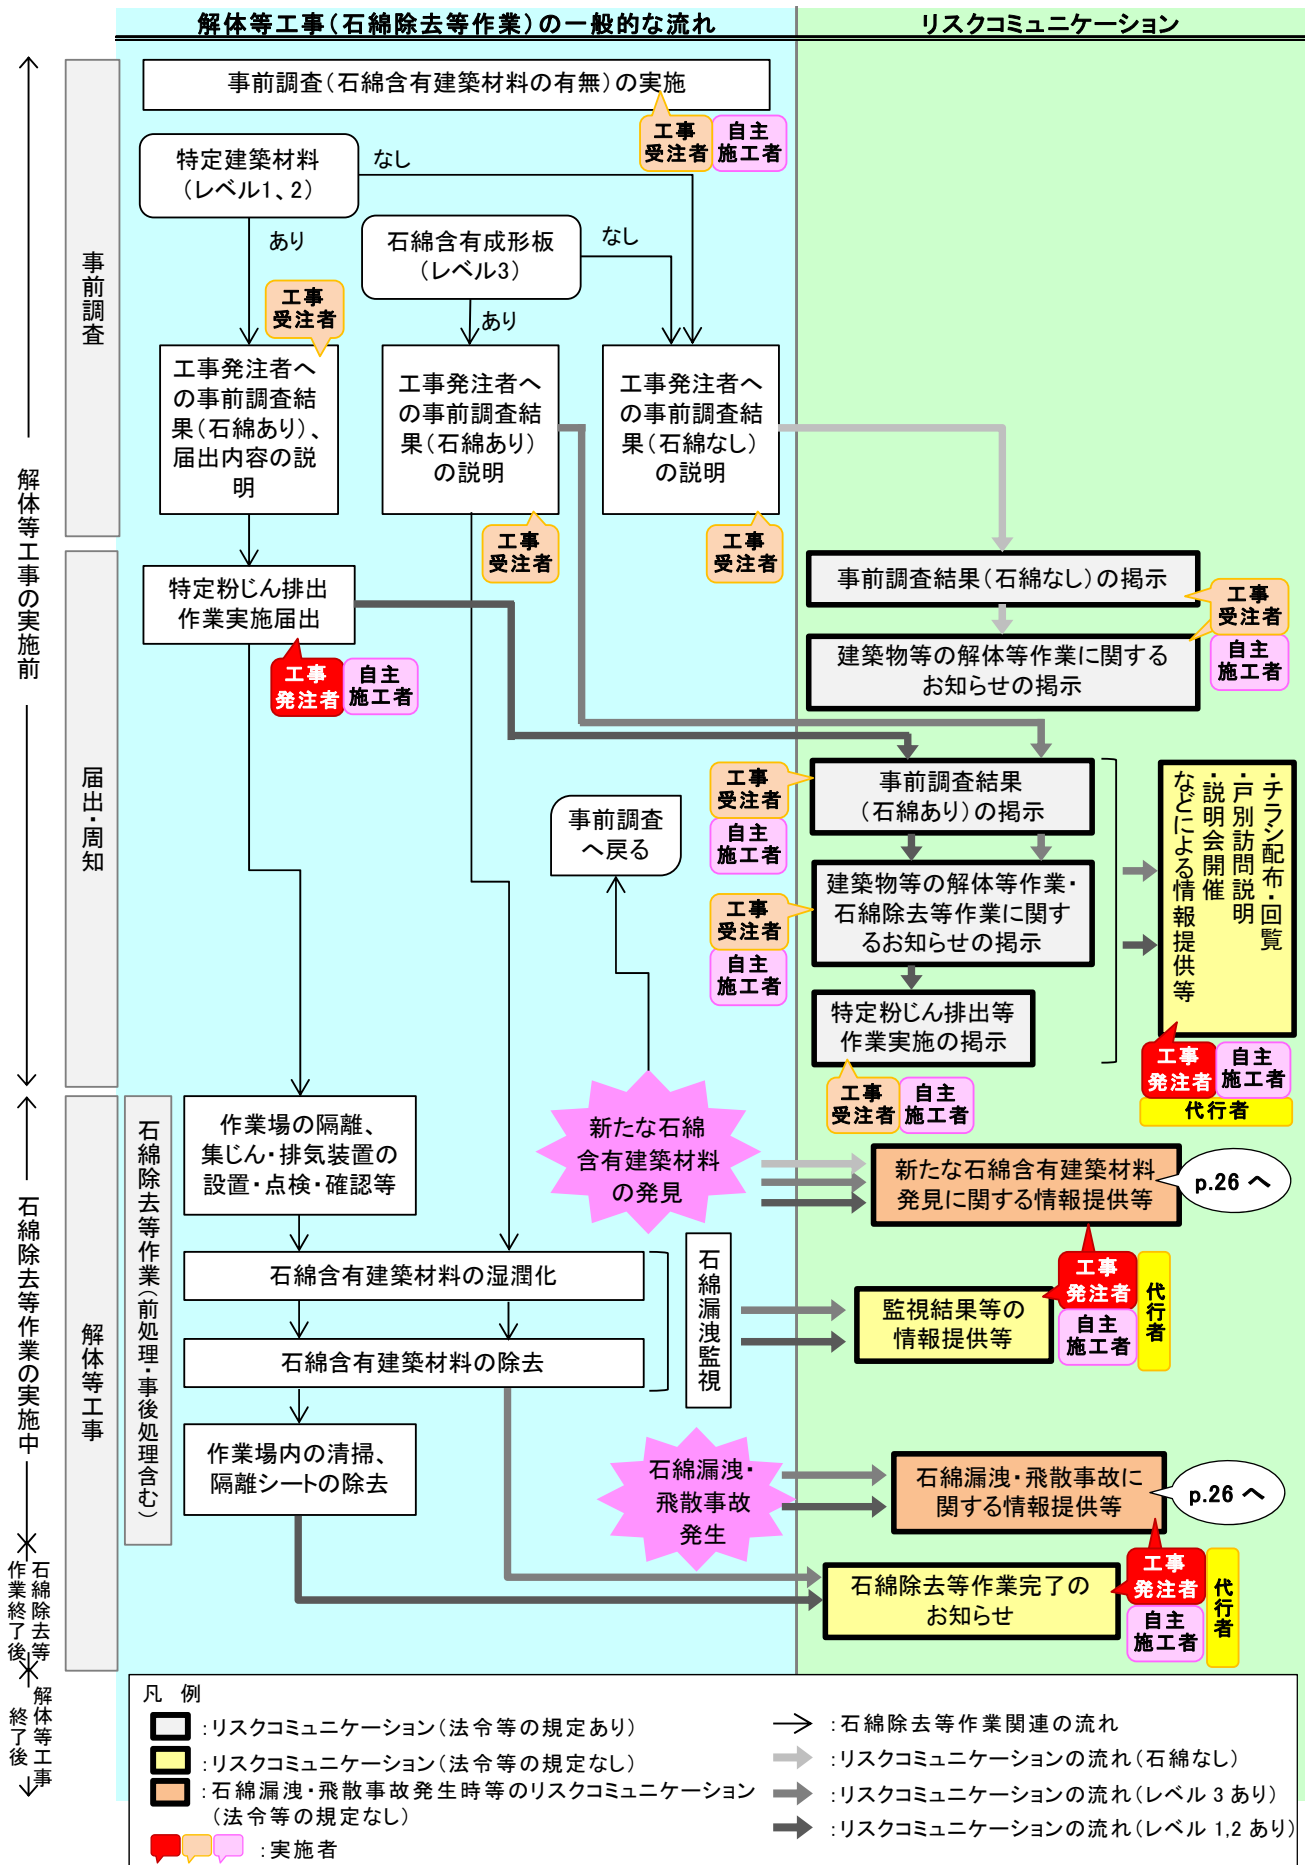 解体等工事(石綿除去等作業)の一般的な流れ
リスクコミュニケーション
解体等工事の実施前
石綿除去等作業の実施中
石綿除去等
作業終了後
解体等工事
終了後
事前調査
届出・周知
解体等工事
石綿除去等作業(前処理・事後処理含む)
事前調査(石綿含有建築材料の有無)の実施
工事
受注者
自主
施工者
特定建築材料
(レベル1、2)
なし
あり
石綿含有成形板
(レベル3)
なし
あり
工事
受注者
工事発注者へ
の事前調査結
果(石綿あり)、
届出内容の説
明
工事発注者へ
の事前調査結
果(石綿あり)
の説明
工事発注者へ
の事前調査結
果(石綿なし)
の説明
工事
受注者
工事
受注者
特定粉じん排出
作業実施届出
工事
発注者
自主
施工者
事前調査結果(石綿なし)の掲示
建築物等の解体等作業に関する
お知らせの掲示
工事
受注者
自主
施工者
事前調査結果
(石綿あり)の掲示
工事
受注者
自主
施工者
建築物等の解体等作業・
石綿除去等作業に関す
るお知らせの掲示
工事
受注者
自主
施工者
特定粉じん排出等
作業実施の掲示
工事
受注者
自主
施工者
・チラシ配布・回覧
・戸別訪問説明
・説明会開催
などによる情報提供等
工事
発注者
自主
施工者
代行者
事前調査
へ戻る
新たな石綿
含有建築材料
の発見
新たな石綿含有建築材料
発見に関する情報提供等
p.26 へ
作業場の隔離、
集じん・排気装置の
設置・点検・確認等
石綿含有建築材料の湿潤化
石綿含有建築材料の除去
石綿漏洩監視
監視結果等の
情報提供等
工事
発注者
自主
施工者
代行者
作業場内の清掃、
隔離シートの除去
石綿漏洩・
飛散事故
発生
石綿漏洩・飛散事故に
関する情報提供等
p.26 へ
石綿除去等作業完了の
お知らせ
工事
発注者
自主
施工者
代行者
凡 例
:リスクコミュニケーション(法令等の規定あり)
:リスクコミュニケーション(法令等の規定なし)
:石綿漏洩・飛散事故発生時等のリスクコミュニケーション
(法令等の規定なし)
:実施者
:石綿除去等作業関連の流れ
:リスクコミュニケーションの流れ(石綿なし)
:リスクコミュニケーションの流れ(レベル 3 あり)
:リスクコミュニケーションの流れ(レベル 1,2 あり)